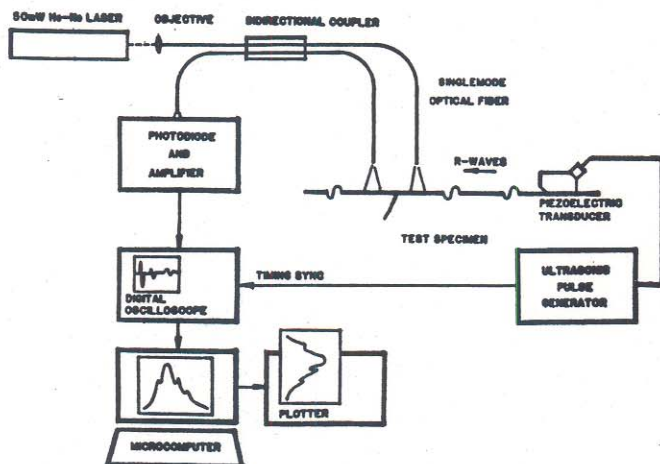 50mW He-Ne LASER
OBJECTIVE
BIDIRECTIONAL COUPLER
SINGLEMODE
OPTICAL FIBER
PHOTODIODE
AND
AMPLIFIER
R-WAVES
PIEZOELECTRIC
TRANSDUCER
TEST SPECIMEN
TIMING SYNC
ULTRASONIC
PULSE
GENERATOR
DIGITAL
OSCILLOSCOPE
PLOTTER
MICROCOMPUTER